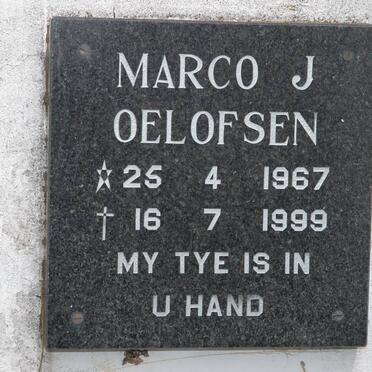 MARCO J
OELOFSEN
☆ 25 4 1967
† 16 7 1999
MY TYE IS IN
U HAND